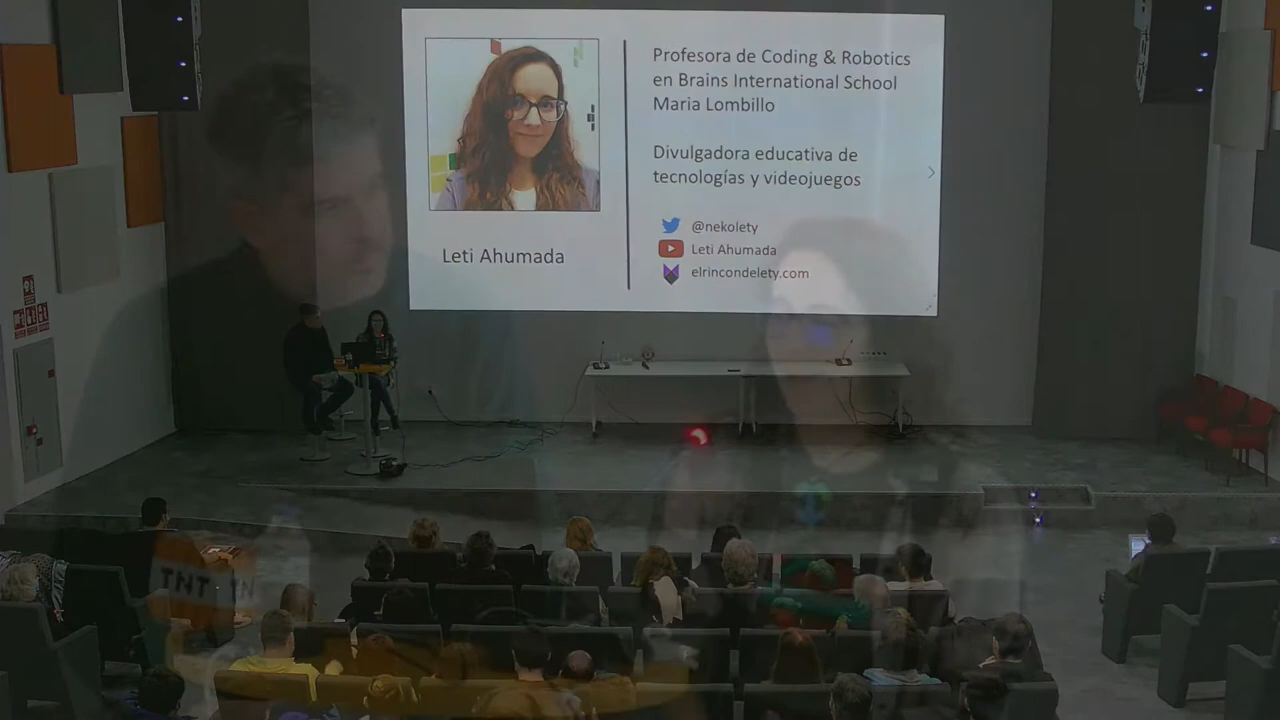 Profesora de Coding & Robotics
en Brains International School
Maria Lombillo
Divulgadora educativa de
tecnologías y videojuegos
@nekolety
Leti Ahumada
elrincondelety.com
Leti Ahumada
TNT